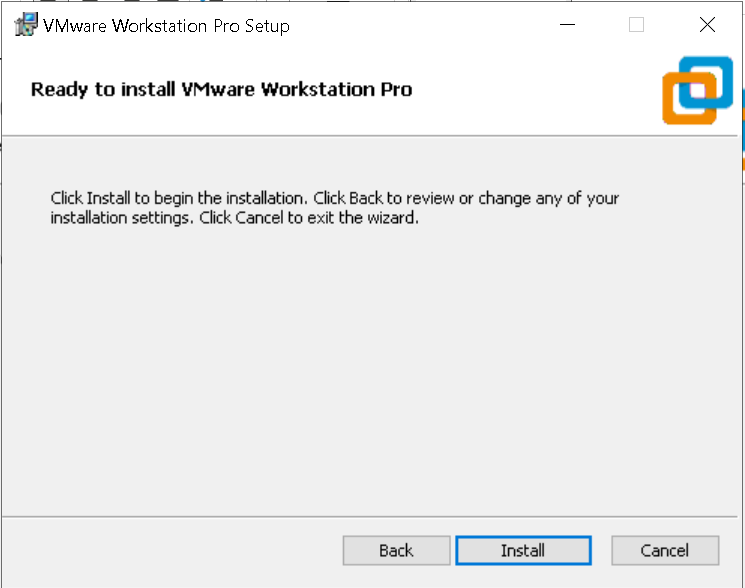 VMware Workstation Pro Setup
Ready to install VMware Workstation Pro
Click Install to begin the installation. Click Back to review or change any of your
installation settings. Click Cancel to exit the wizard.
Back Install Cancel